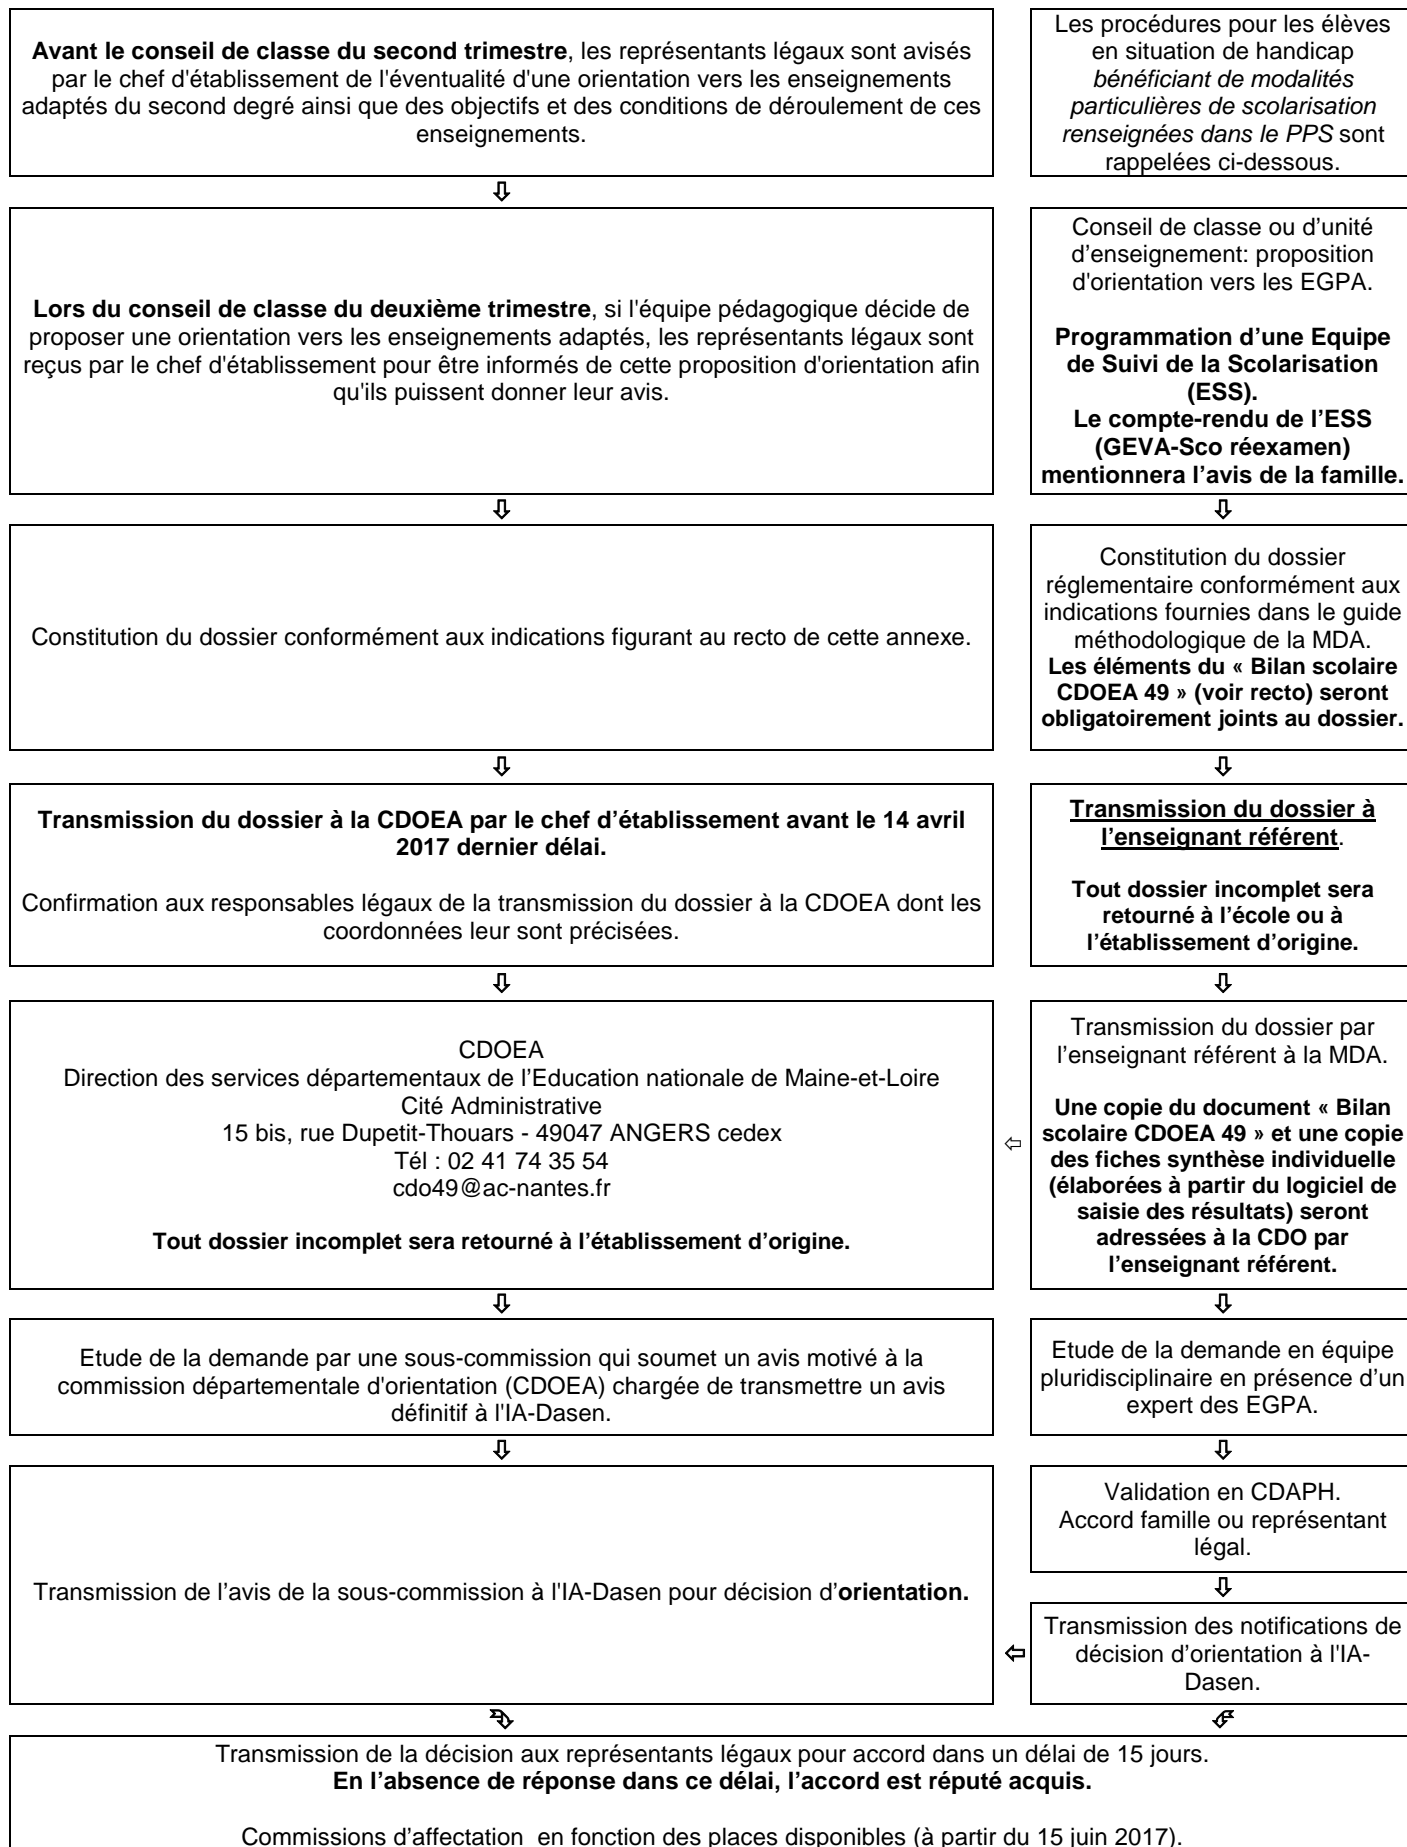 Avant le conseil de classe du second trimestre, les représentants légaux sont avisés
par le chef d'établissement de l'éventualité d'une orientation vers les enseignements
adaptés du second degré ainsi que des objectifs et des conditions de déroulement de ces
enseignements.
Les procédures pour les élèves
en situation de handicap
bénéficiant de modalités
particulières de scolarisation
renseignées dans le PPS sont
rappelées ci-dessous.
Lors du conseil de classe du deuxième trimestre, si l'équipe pédagogique décide de
proposer une orientation vers les enseignements adaptés, les représentants légaux sont
reçus par le chef d'établissement pour être informés de cette proposition d'orientation afin
qu'ils puissent donner leur avis.
Conseil de classe ou d’unité
d’enseignement: proposition
d'orientation vers les EGPA.
Programmation d’une Equipe
de Suivi de la Scolarisation
(ESS).
Le compte-rendu de l’ESS
(GEVA-Sco réexamen)
mentionnera l’avis de la famille.
Constitution du dossier conformément aux indications figurant au recto de cette annexe.
Constitution du dossier
réglementaire conformément aux
indications fournies dans le guide
méthodologique de la MDA.
Les éléments du « Bilan scolaire
CDOEA 49 » (voir recto) seront
obligatoirement joints au dossier.
Transmission du dossier à la CDOEA par le chef d’établissement avant le 14 avril
2017 dernier délai.
Confirmation aux responsables légaux de la transmission du dossier à la CDOEA dont les
coordonnées leur sont précisées.
Transmission du dossier à
l’enseignant référent.
Tout dossier incomplet sera
retourné à l’école ou à
l’établissement d’origine.
CDOEA
Direction des services départementaux de l’Education nationale de Maine-et-Loire
Cité Administrative
15 bis, rue Dupetit-Thouars - 49047 ANGERS cedex
Tél : 02 41 74 35 54
cdo49@ac-nantes.fr
Tout dossier incomplet sera retourné à l’établissement d’origine.
Transmission du dossier par
l’enseignant référent à la MDA.
Une copie du document « Bilan
scolaire CDOEA 49 » et une copie
des fiches synthèse individuelle
(élaborées à partir du logiciel de
saisie des résultats) seront
adressées à la CDO par
l’enseignant référent.
Etude de la demande par une sous-commission qui soumet un avis motivé à la
commission départementale d'orientation (CDOEA) chargée de transmettre un avis
définitif à l'IA-Dasen.
Etude de la demande en équipe
pluridisciplinaire en présence d’un
expert des EGPA.
Transmission de l’avis de la sous-commission à l'IA-Dasen pour décision d’orientation.
Validation en CDAPH.
Accord famille ou représentant
légal.
Transmission des notifications de
décision d’orientation à l'IA-
Dasen.
Transmission de la décision aux représentants légaux pour accord dans un délai de 15 jours.
En l’absence de réponse dans ce délai, l’accord est réputé acquis.
Commissions d’affectation en fonction des places disponibles (à partir du 15 juin 2017).